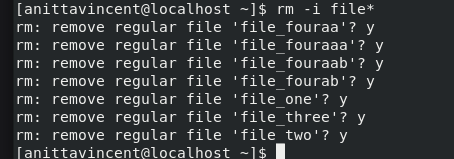 [anittavincent@localhost ~]$ rm -i file*
rm: remove regular file 'file_fouraa'? y
rm: remove regular file 'file_fouraaa'? y
rm: remove regular file 'file_fouraab'? y
rm: remove regular file 'file_fourab'? y
rm: remove regular file 'file_one'? y
rm: remove regular file 'file_three'? y
rm: remove regular file 'file_two'? y
[anittavincent@localhost ~]$